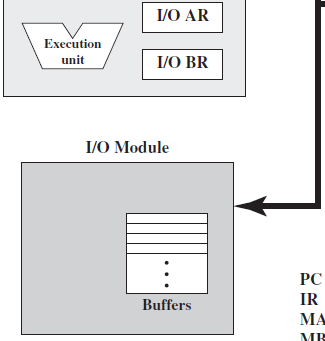 I/O AR
Execution
unit
I/O BR
I/O Module
Buffers
PC
IR